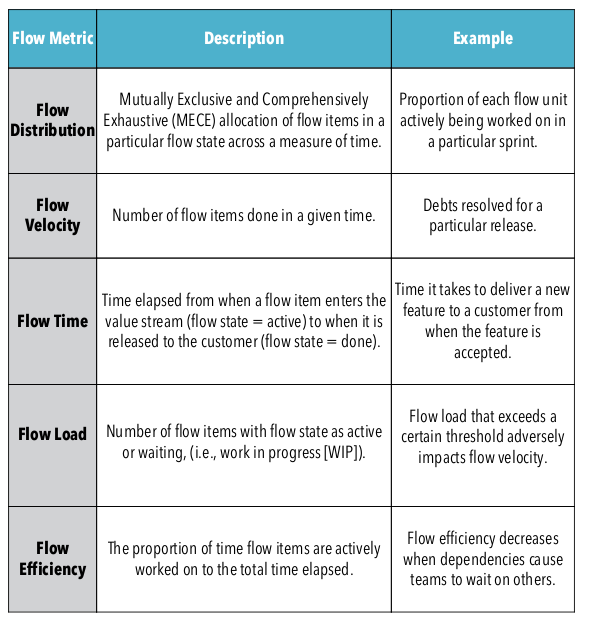 Flow Metric
Description
Example
Flow
Distribution
Mutually Exclusive and Comprehensively
Exhaustive (MECE) allocation of flow items in a
particular flow state across a measure of time.
Proportion of each flow unit
actively being worked on in
a particular sprint.
Flow
Velocity
Number of flow items done in a given time.
Debts resolved for a
particular release.
Flow Time
Time elapsed from when a flow item enters the
value stream (flow state = active) to when it is
released to the customer (flow state = done).
Time it takes to deliver a new
feature to a customer from
when the feature is
accepted.
Flow Load
Number of flow items with flow state as active
or waiting, (i.e., work in progress [WIP]).
Flow load that exceeds a
certain threshold adversely
impacts flow velocity.
Flow
Efficiency
The proportion of time flow items are actively
worked on to the total time elapsed.
Flow efficiency decreases
when dependencies cause
teams to wait on others.